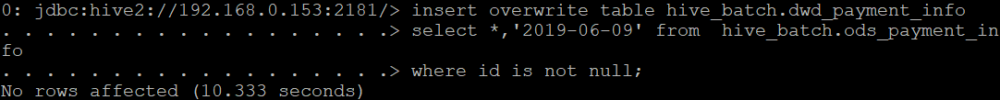 0: jdbc:hive2://192.168.0.153:2181/> insert overwrite table hive_batch.dwd_payment_info
. . . . . . . . . . . . . . . . . .> select *,'2019-06-09' from  hive_batch.ods_payment_in
fo
. . . . . . . . . . . . . . . . . .> where id is not null;
No rows affected (10.333 seconds)